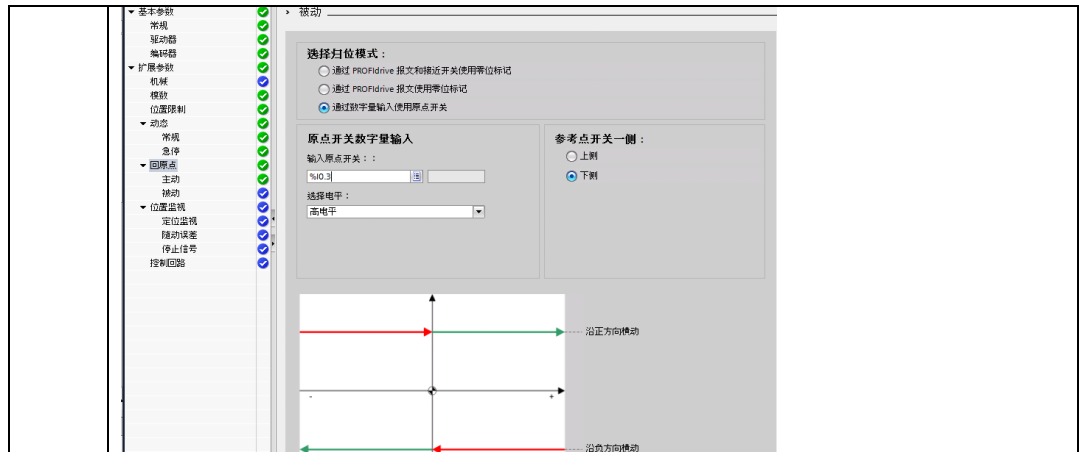 基本参数
常规
驱动器
编码器
扩展参数
机械
模数
位置限制
动态
常规
急停
回原点
主动
被动
位置监视
定位监视
随动误差
停止信号
控制回路
被动
选择归位模式：
通过 PROFIdrive 报文和接近开关使用零位标记
通过 PROFIdrive 报文使用零位标记
通过数字量输入使用原点开关
原点开关数字量输入
输入原点开关：：
%I0.3
选择电平：
高电平
参考点开关一侧：
上侧
下侧
沿正方向横动
- +
沿负方向横动